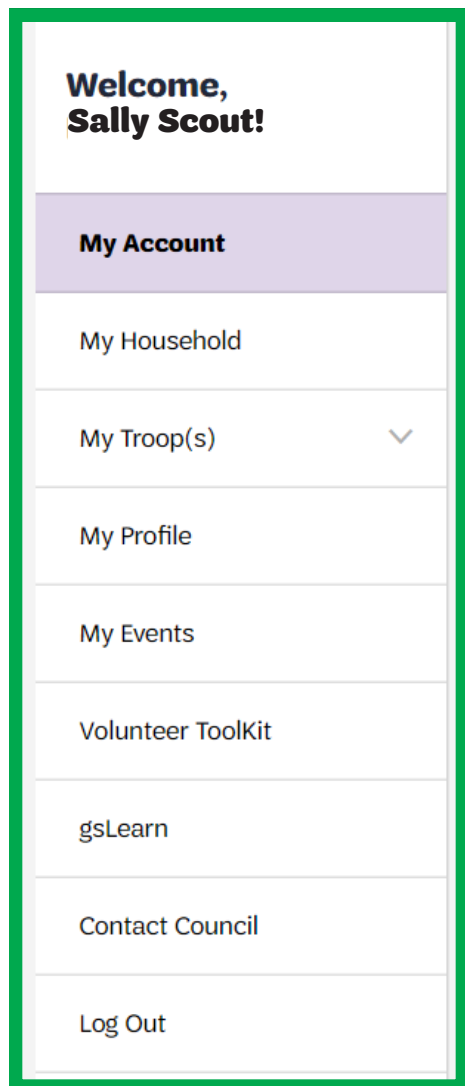 Welcome,
Sally Scout!
My Account
My Household
My Troop(s)
My Profile
My Events
Volunteer ToolKit
gsLearn
Contact Council
Log Out